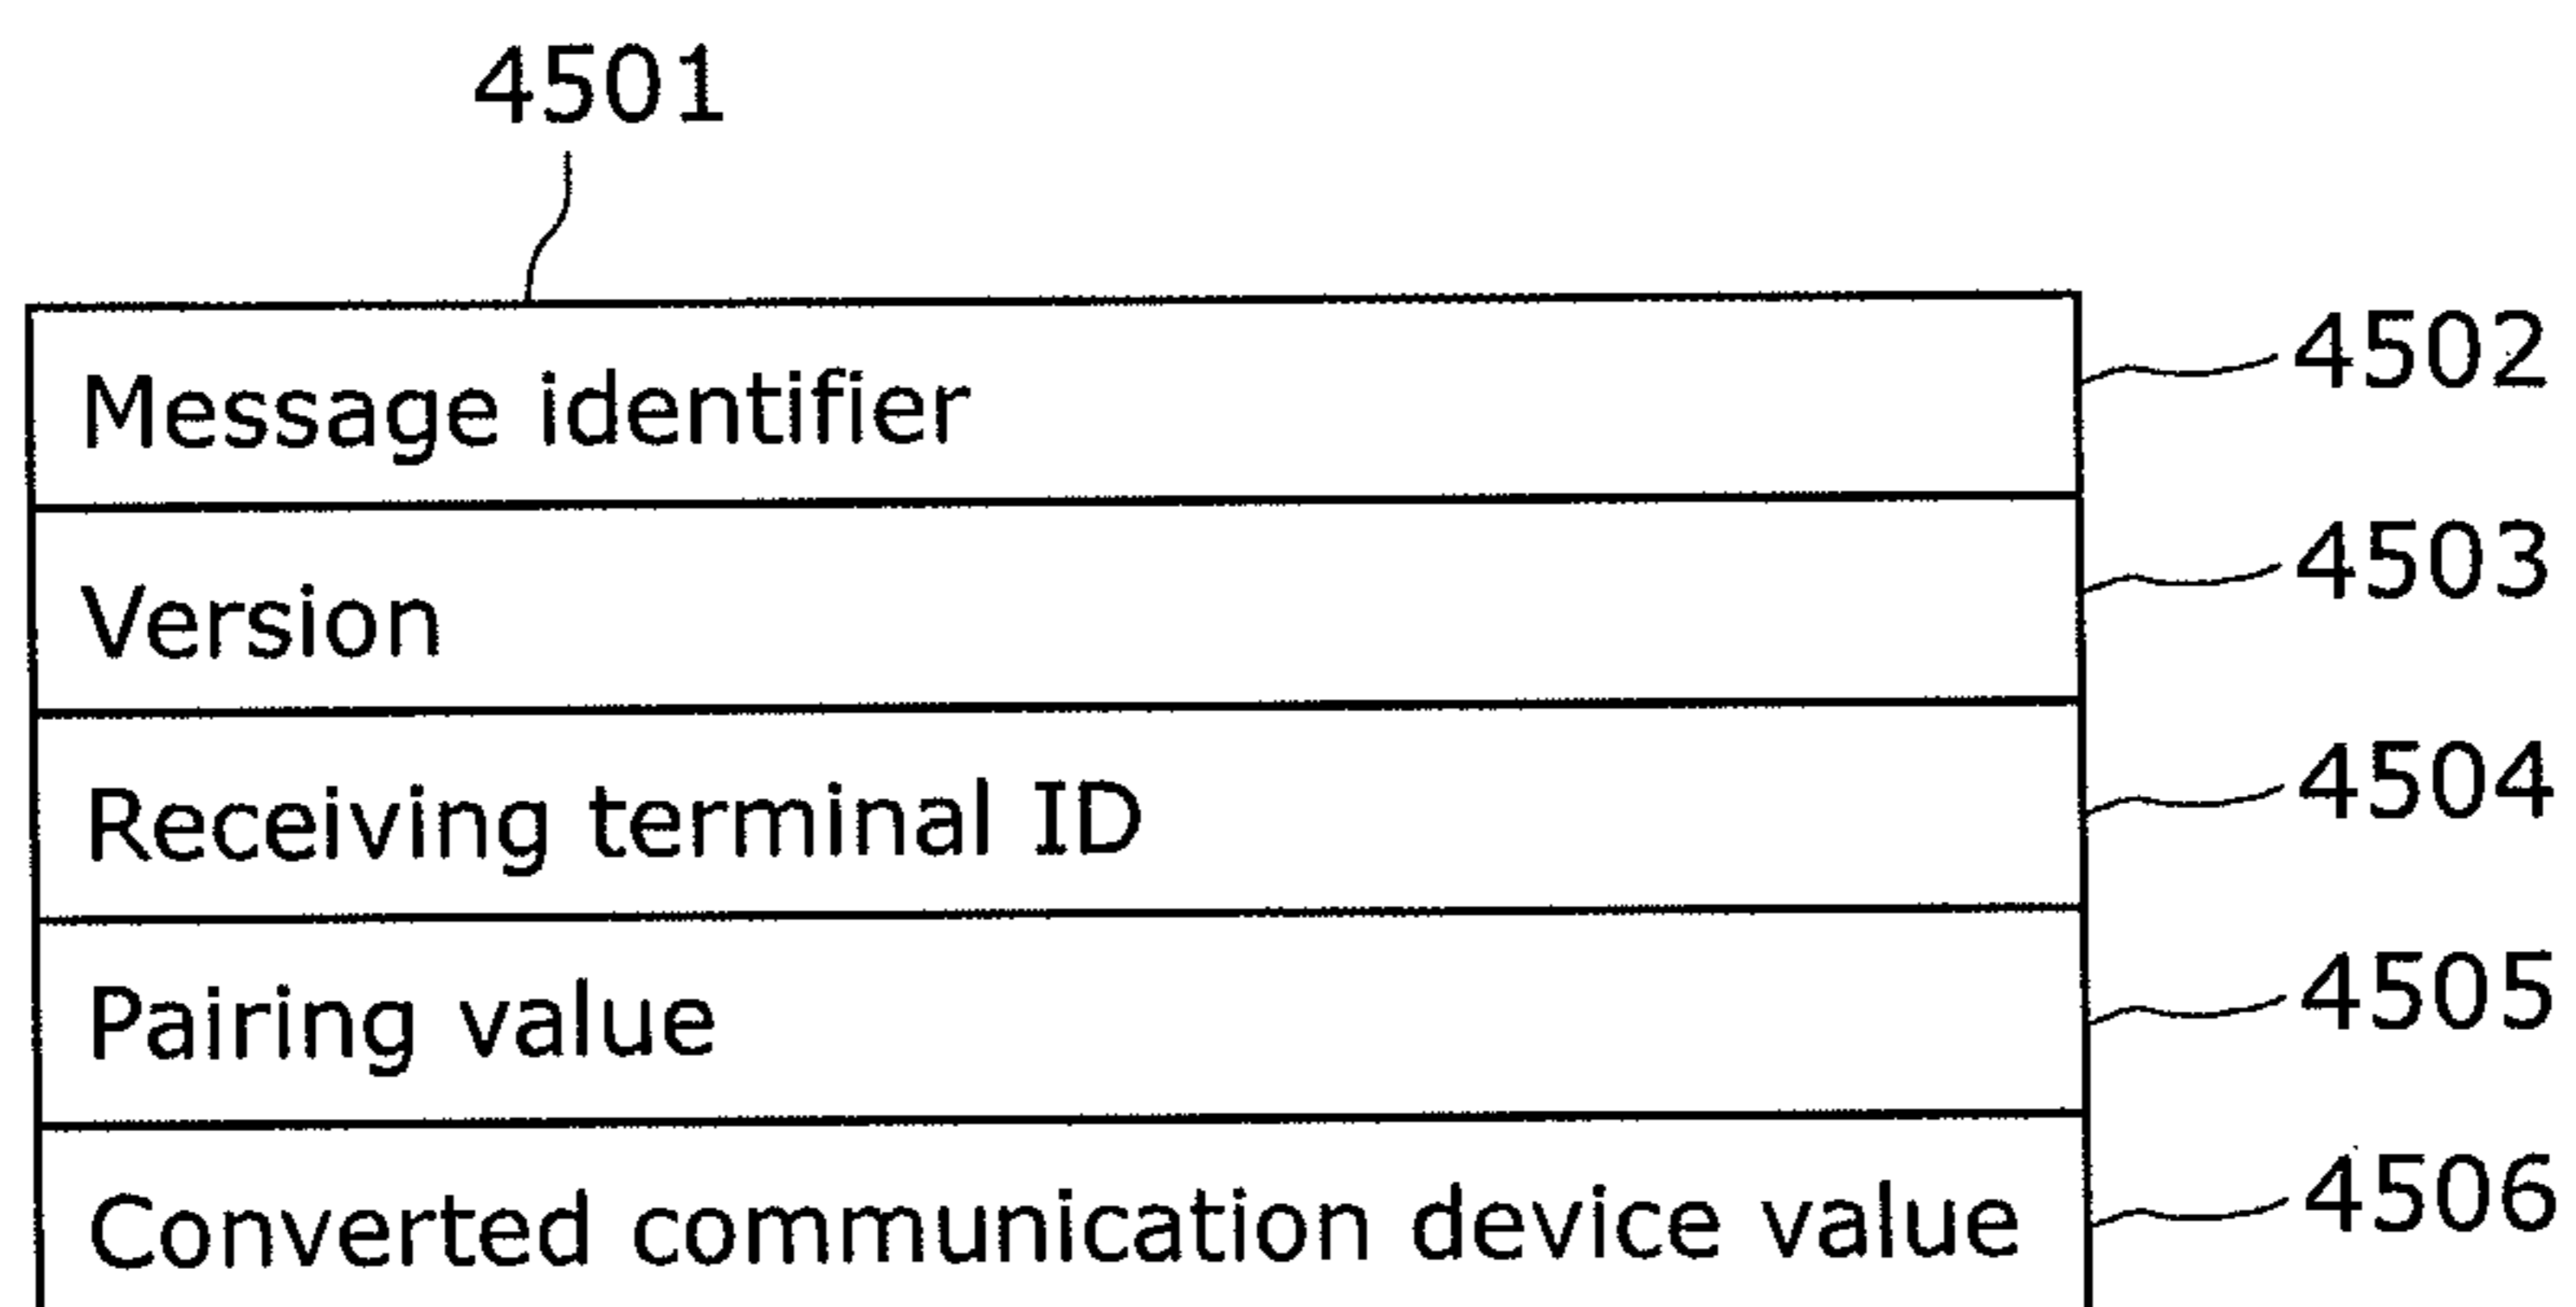 4501
Message identifier 4502
Version 4503
Receiving terminal ID 4504
Pairing value 4505
Converted communication device value 4506